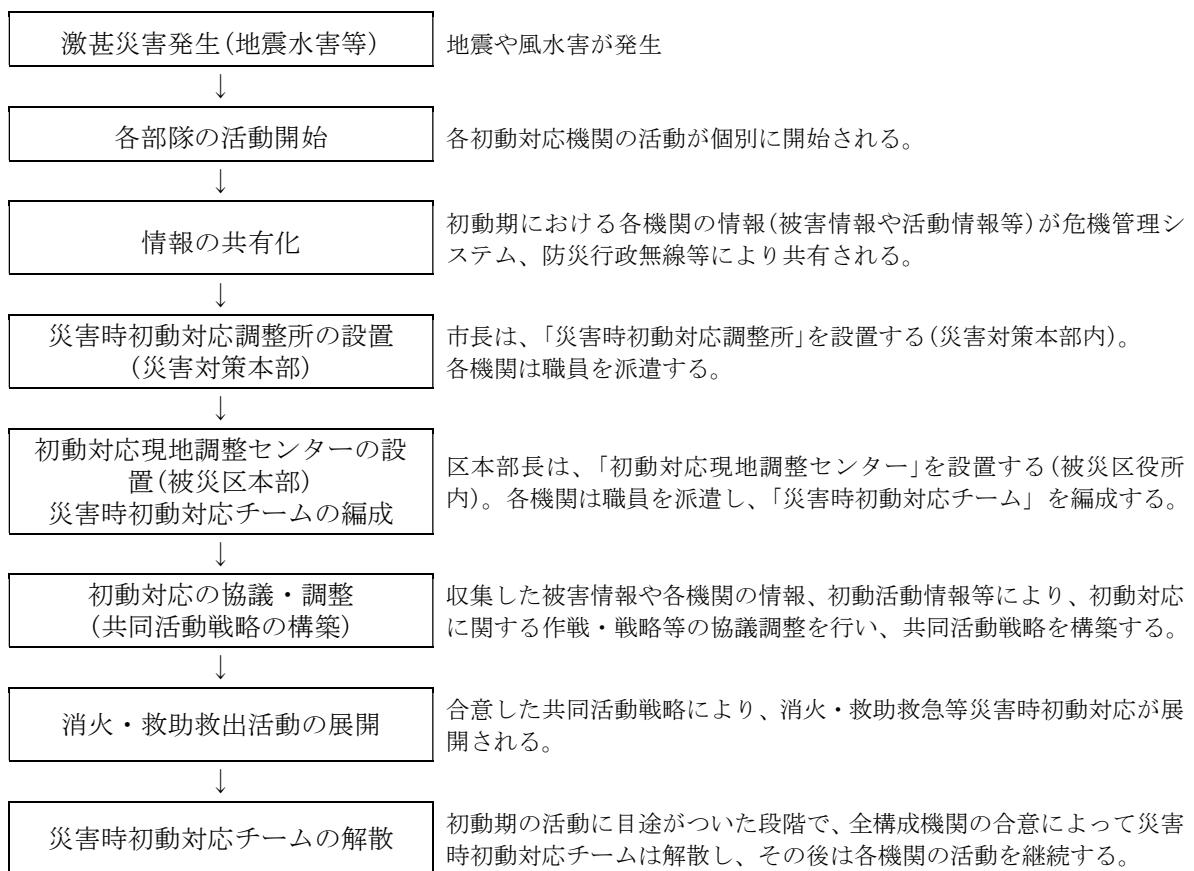 激甚災害発生(地震水害等)
地震や風水害が発生
↓
各部隊の活動開始
各初動対応機関の活動が個別に開始される。
↓
情報の共有化
初動期における各機関の情報(被害情報や活動情報等)が危機管理シ
ステム、防災行政無線等により共有される。
↓
災害時初動対応調整所の設置
(災害対策本部)
市長は、「災害時初動対応調整所」を設置する(災害対策本部内)。
各機関は職員を派遣する。
↓
初動対応現地調整センターの設
置(被災区本部)
災害時初動対応チームの編成
区本部長は、「初動対応現地調整センター」を設置する(被災区役所
内)。各機関は職員を派遣し、「災害時初動対応チーム」を編成する。
↓
初動対応の協議・調整
(共同活動戦略の構築)
収集した被害情報や各機関の情報、初動活動情報等により、初動対応
に関する作戦・戦略等の協議調整を行い、共同活動戦略を構築する。
↓
消火・救助救出活動の展開
合意した共同活動戦略により、消火・救助救急等災害時初動対応が展
開される。
↓
災害時初動対応チームの解散
初動期の活動に目途がついた段階で、全構成機関の合意によって災害
時初動対応チームは解散し、その後は各機関の活動を継続する。